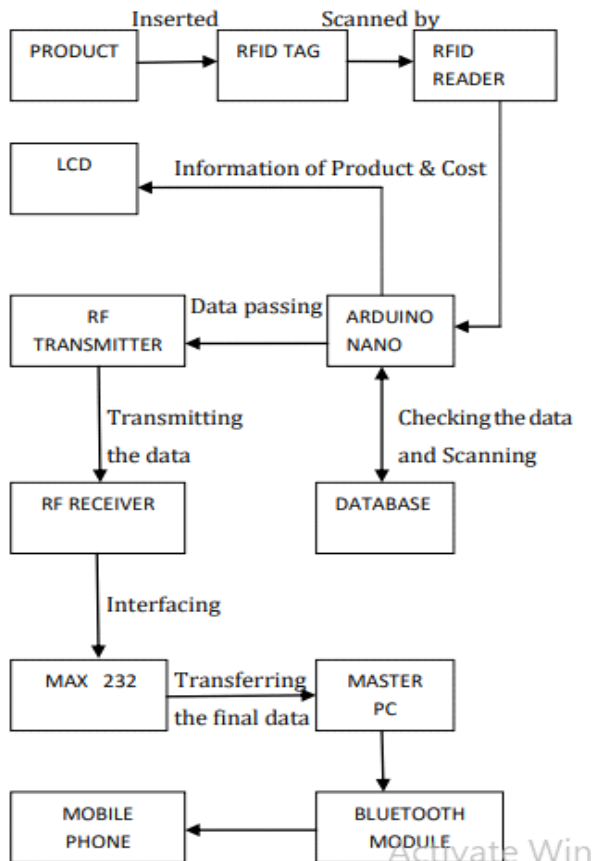 Inserted
Scanned by
PRODUCT
RFID TAG
RFID
READER
LCD
Information of Product & Cost
RF
TRANSMITTER
Data passing
ARDUINO
NANO
Transmitting
the data
Checking the data
and Scanning
RF RECEIVER
DATABASE
Interfacing
MAX 232
Transferring
the final data
MASTER
PC
MOBILE
PHONE
BLUETOOTH
MODULE
Activate Win